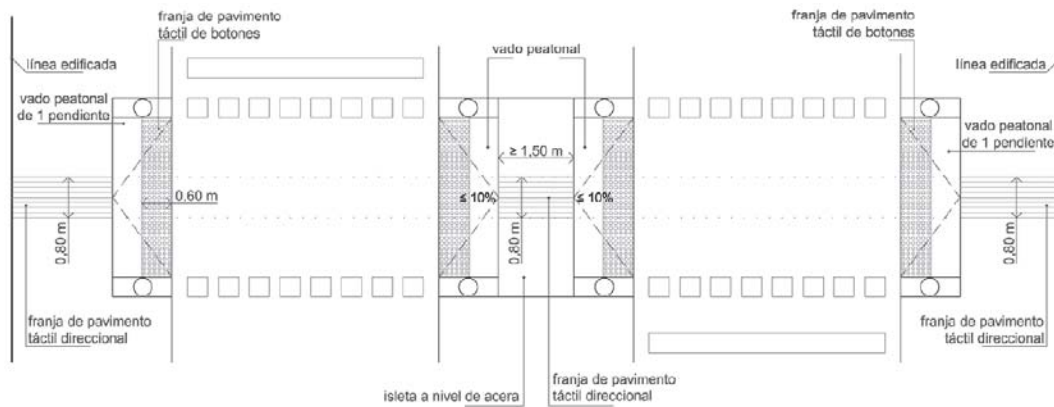 franja de pavimento
táctil de botones
línea edificada
vado peatonal
de 1 pendiente
0,60 m
0,80 m
franja de pavimento
táctil direccional
vado peatonal
≥ 1,50 m
≤ 10%
≤ 10%
0,80 m
isleta a nivel de acera
franja de pavimento
táctil direccional
franja de pavimento
táctil de botones
línea edificada
vado peatonal
de 1 pendiente
0,80 m
franja de pavimento
táctil direccional